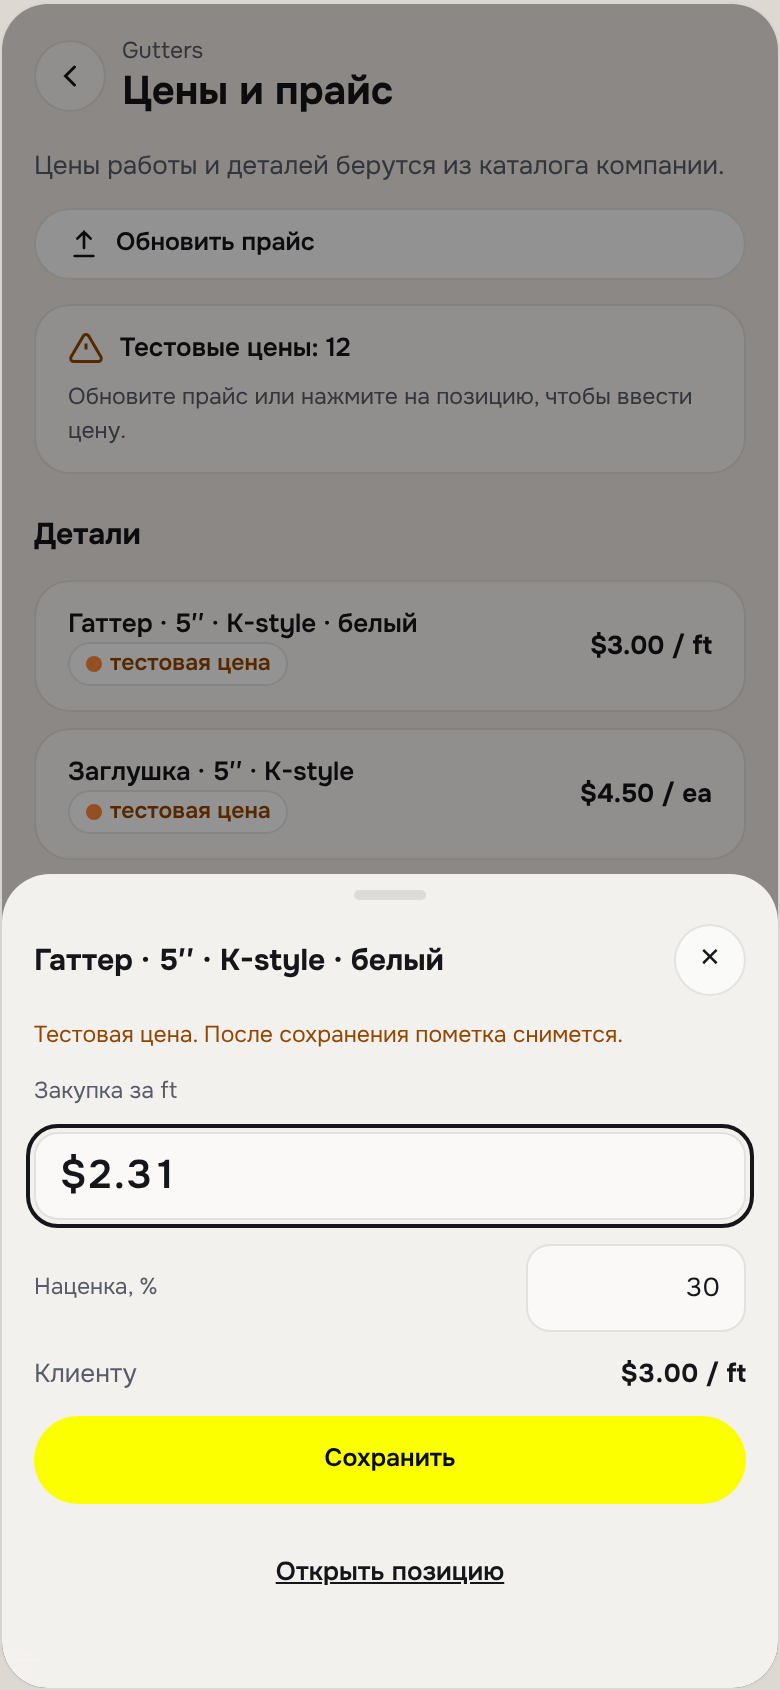 Gutters
Цены и прайс
Цены работы и деталей берутся из каталога компании.
Обновить прайс
Тестовые цены: 12
Обновите прайс или нажмите на позицию, чтобы ввести
цену.
Детали
Гаттер · 5″ · K-style · белый
тестовая цена
$3.00 / ft
Заглушка · 5″ · K-style
тестовая цена
$4.50 / ea
Гаттер · 5″ · K-style · белый
Тестовая цена. После сохранения пометка снимется.
Закупка за ft
$2.31
Наценка, %
30
Клиенту
$3.00 / ft
Сохранить
Открыть позицию